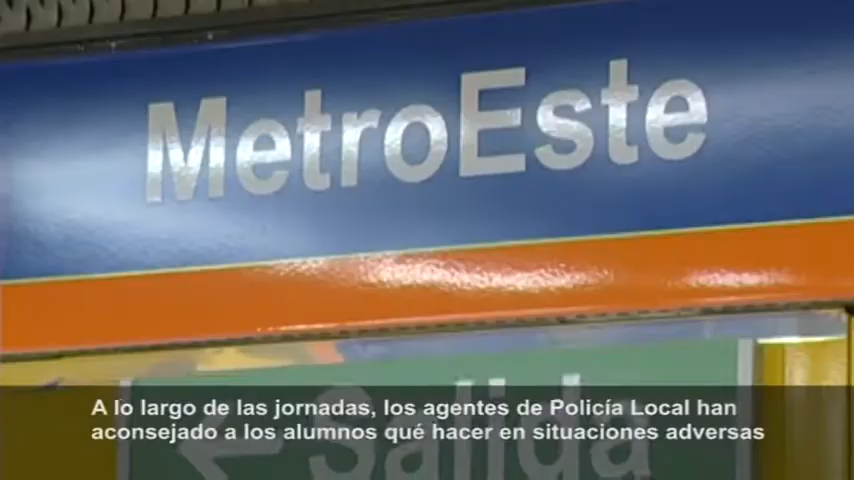 MetroEste
Salida
A lo largo de las jornadas, los agentes de Policía Local han
aconsejado a los alumnos qué hacer en situaciones adversas